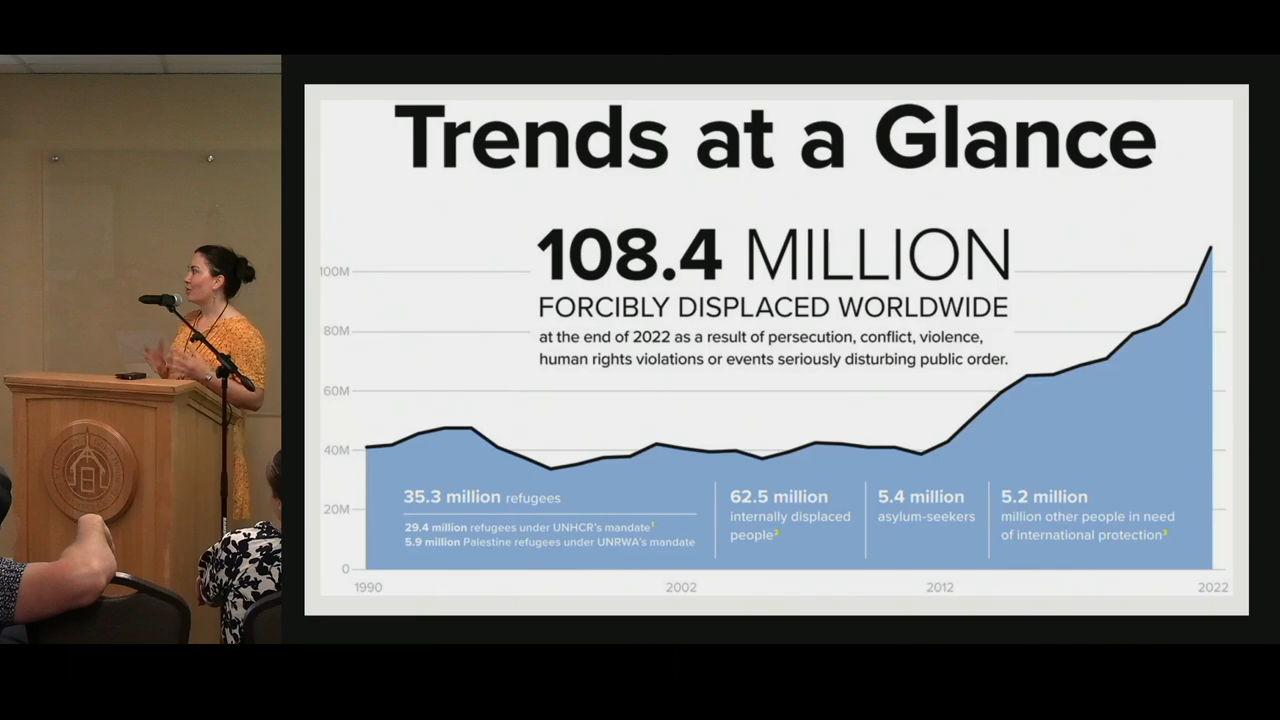 Trends at a Glance
108.4 MILLION
FORCIBLY DISPLACED WORLDWIDE
at the end of 2022 as a result of persecution, conflict, violence,
human rights violations or events seriously disturbing public order.
100M
80M
60M
40M
20M
0
35.3 million refugees
29.4 million refugees under UNHCR's mandate¹
5.9 million Palestine refugees under UNRWA's mandate
62.5 million
internally displaced
people²
5.4 million
asylum-seekers
5.2 million
million other people in need
of international protection³
1990
2002
2012
2022